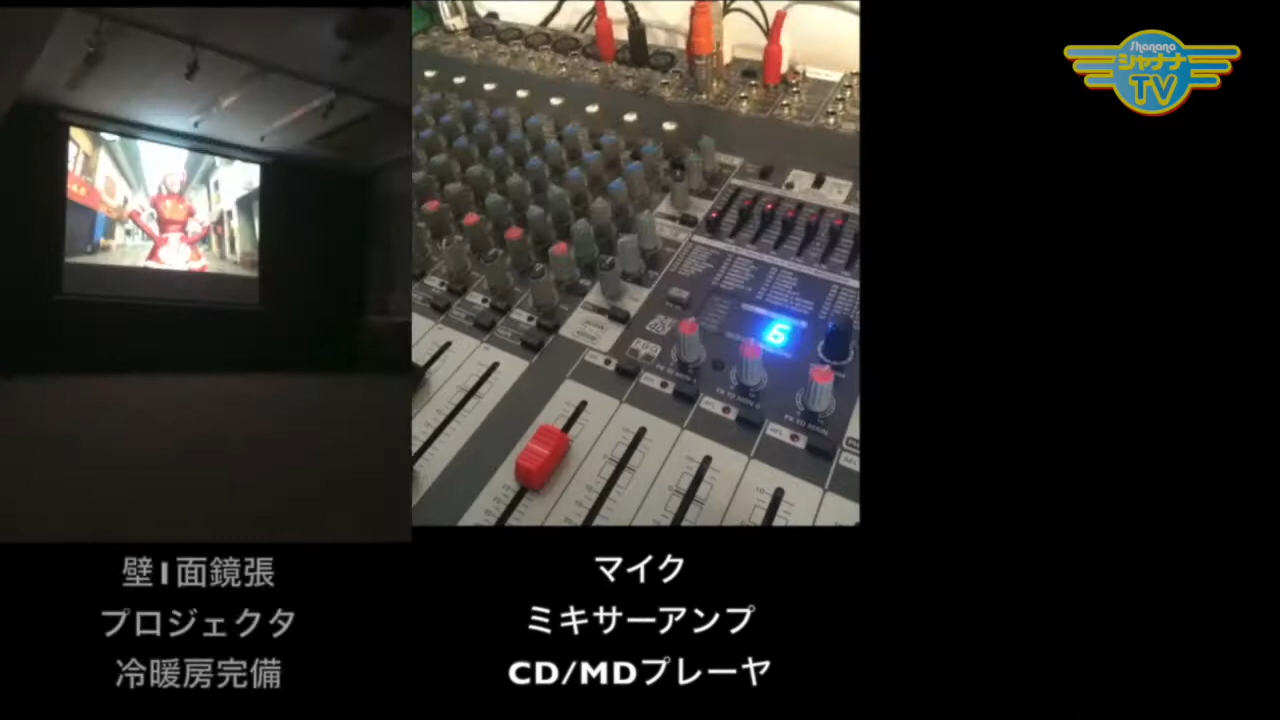 Shanana
シャナナ
TV
6
壁1面鏡張
プロジェクタ
冷暖房完備
マイク
ミキサーアンプ
CD/MDプレーヤ